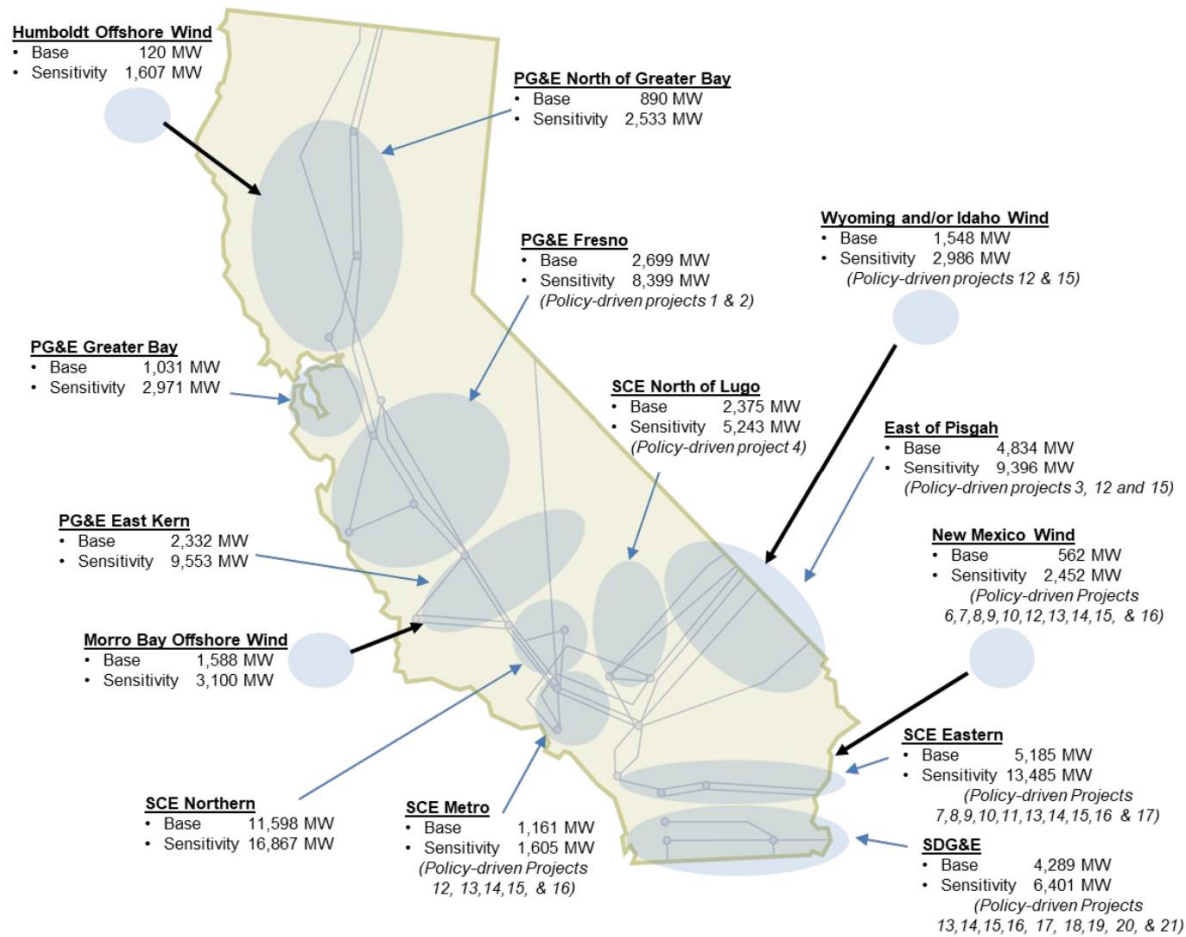 Humboldt Offshore Wind
• Base 120 MW
• Sensitivity 1,607 MW
PG&E North of Greater Bay
• Base 890 MW
• Sensitivity 2,533 MW
Wyoming and/or Idaho Wind
• Base 1,548 MW
• Sensitivity 2,986 MW
(Policy-driven projects 12 & 15)
PG&E Fresno
• Base 2,699 MW
• Sensitivity 8,399 MW
(Policy-driven projects 1 & 2)
PG&E Greater Bay
• Base 1,031 MW
• Sensitivity 2,971 MW
SCE North of Lugo
• Base 2,375 MW
• Sensitivity 5,243 MW
(Policy-driven project 4)
East of Pisgah
• Base 4,834 MW
• Sensitivity 9,396 MW
(Policy-driven projects 3, 12 and 15)
PG&E East Kern
• Base 2,332 MW
• Sensitivity 9,553 MW
New Mexico Wind
• Base 562 MW
• Sensitivity 2,452 MW
(Policy-driven Projects
6,7,8,9,10,12,13,14,15, & 16)
Morro Bay Offshore Wind
• Base 1,588 MW
• Sensitivity 3,100 MW
SCE Eastern
• Base 5,185 MW
• Sensitivity 13,485 MW
(Policy-driven Projects
7,8,9,10,11,13,14,15,16 & 17)
SCE Northern
• Base 11,598 MW
• Sensitivity 16,867 MW
SCE Metro
• Base 1,161 MW
• Sensitivity 1,605 MW
(Policy-driven Projects
12, 13,14,15, & 16)
SDG&E
• Base 4,289 MW
• Sensitivity 6,401 MW
(Policy-driven Projects
13,14,15,16, 17, 18,19, 20, & 21)